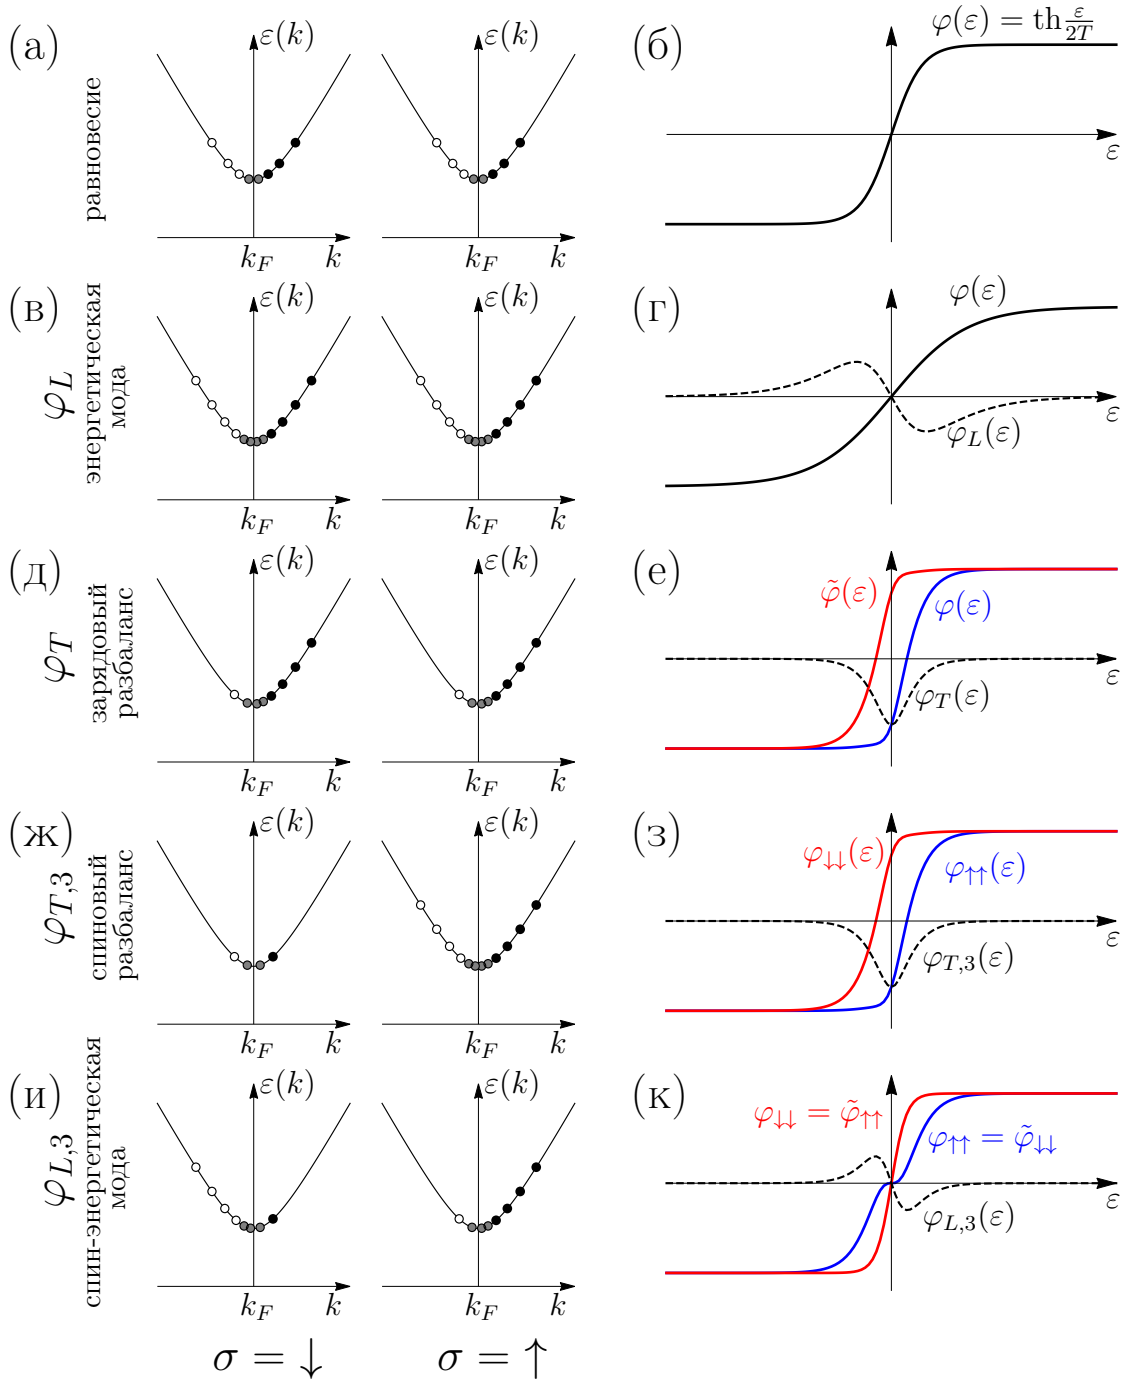 (а)
равновесие
ε(k)
k_F
k
ε(k)
k_F
k
(б)
φ(ε) = th ε/2T
ε
(в)
φ_L
энергетическая
мода
ε(k)
k_F
k
ε(k)
k_F
k
(г)
φ(ε)
φ_L(ε)
ε
(д)
φ_T
зарядовый
разбаланс
ε(k)
k_F
k
ε(k)
k_F
k
(е)
φ̃(ε)
φ(ε)
φ_T(ε)
ε
(ж)
φ_{T,3}
спиновый
разбаланс
ε(k)
k_F
k
ε(k)
k_F
k
(з)
φ_{↓↓}(ε)
φ_{↑↑}(ε)
φ_{T,3}(ε)
ε
(и)
φ_{L,3}
спин-энергетическая
мода
ε(k)
k_F
k
ε(k)
k_F
k
(к)
φ_{↓↓} = φ̃_{↑↑}
φ_{↑↑} = φ̃_{↓↓}
φ_{L,3}(ε)
ε
σ = ↓
σ = ↑